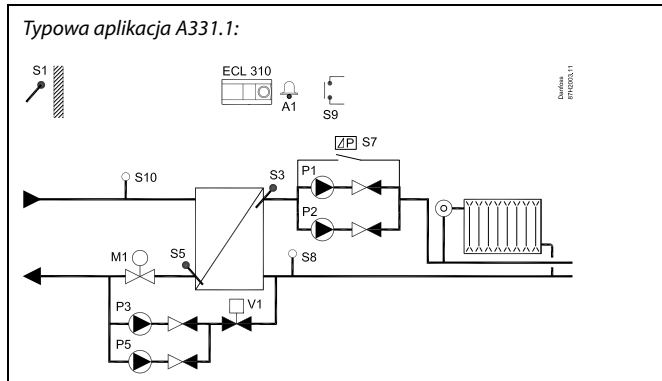 Typowa aplikacja A331.1:
S1
ECL 310
A1
S9
Danfoss
87H2003.11
ΔP S7
S10
S3
P1
P2
M1
S5
S8
P3
V1
P5